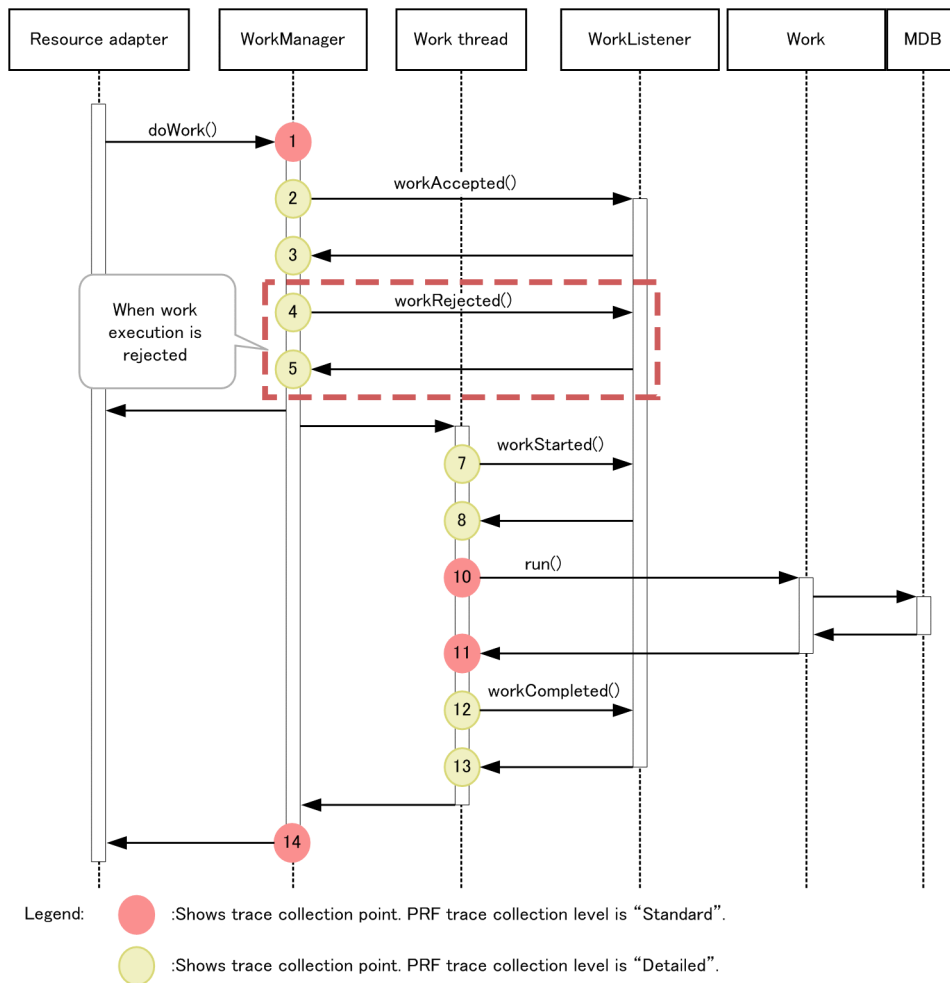 Resource adapter
WorkManager
Work thread
WorkListener
Work
MDB
doWork()
1
2
workAccepted()
3
When work
execution is
rejected
4
workRejected()
5
7
workStarted()
8
10
run()
11
12
workCompleted()
13
14
Legend:
:Shows trace collection point. PRF trace collection level is “Standard”.
:Shows trace collection point. PRF trace collection level is “Detailed”.